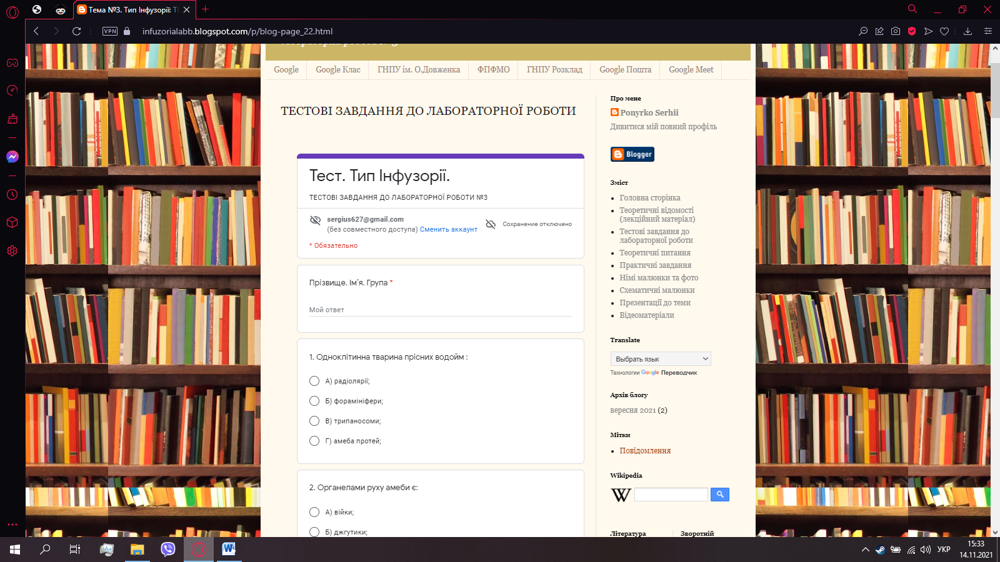 Тема №3. Тип Інфузорії:
VPN
infuzorialabb.blogspot.com/p/blog-page_22.html
Google
Google Клас
ГНПУ ім. О.Довженка
ФПФМО
ГНПУ Розклад
Google Пошта
Google Meet
ТЕСТОВІ ЗАВДАННЯ ДО ЛАБОРАТОРНОЇ РОБОТИ
Тест. Тип Інфузорії.
ТЕСТОВІ ЗАВДАННЯ ДО ЛАБОРАТОРНОЇ РОБОТИ №3
sergius627@gmail.com
(без совместного доступа) Сменить аккаунт
Сохранение отключено
* Обязательно
Прізвище. Ім'я. Група *
Мой ответ
1. Одноклітинна тварина прісних водойм :
А) радіолярії;
Б) форамініфери;
В) трипаносоми;
Г) амеба протей;
2. Органелами руху амеби є:
А) війки;
Б) джгутики;
Про мене
Ponyrko Serhii
Дивитися мій повний профіль
Blogger
Зміст
Головна сторінка
Теоретичні відомості
(лекційний матеріал)
Тестові завдання до
лабораторної роботи
Теоретичні питання
Практичні завдання
Німі малюнки та фото
Схематичні малюнки
Презентації до теми
Відеоматеріали
Translate
Выбрать язык
Технологии Google Переводчик
Архів блогу
вересня 2021 (2)
Мітки
Повідомлення
Wikipedia
W
Література
Зворотній
УКР
15:33
14.11.2021